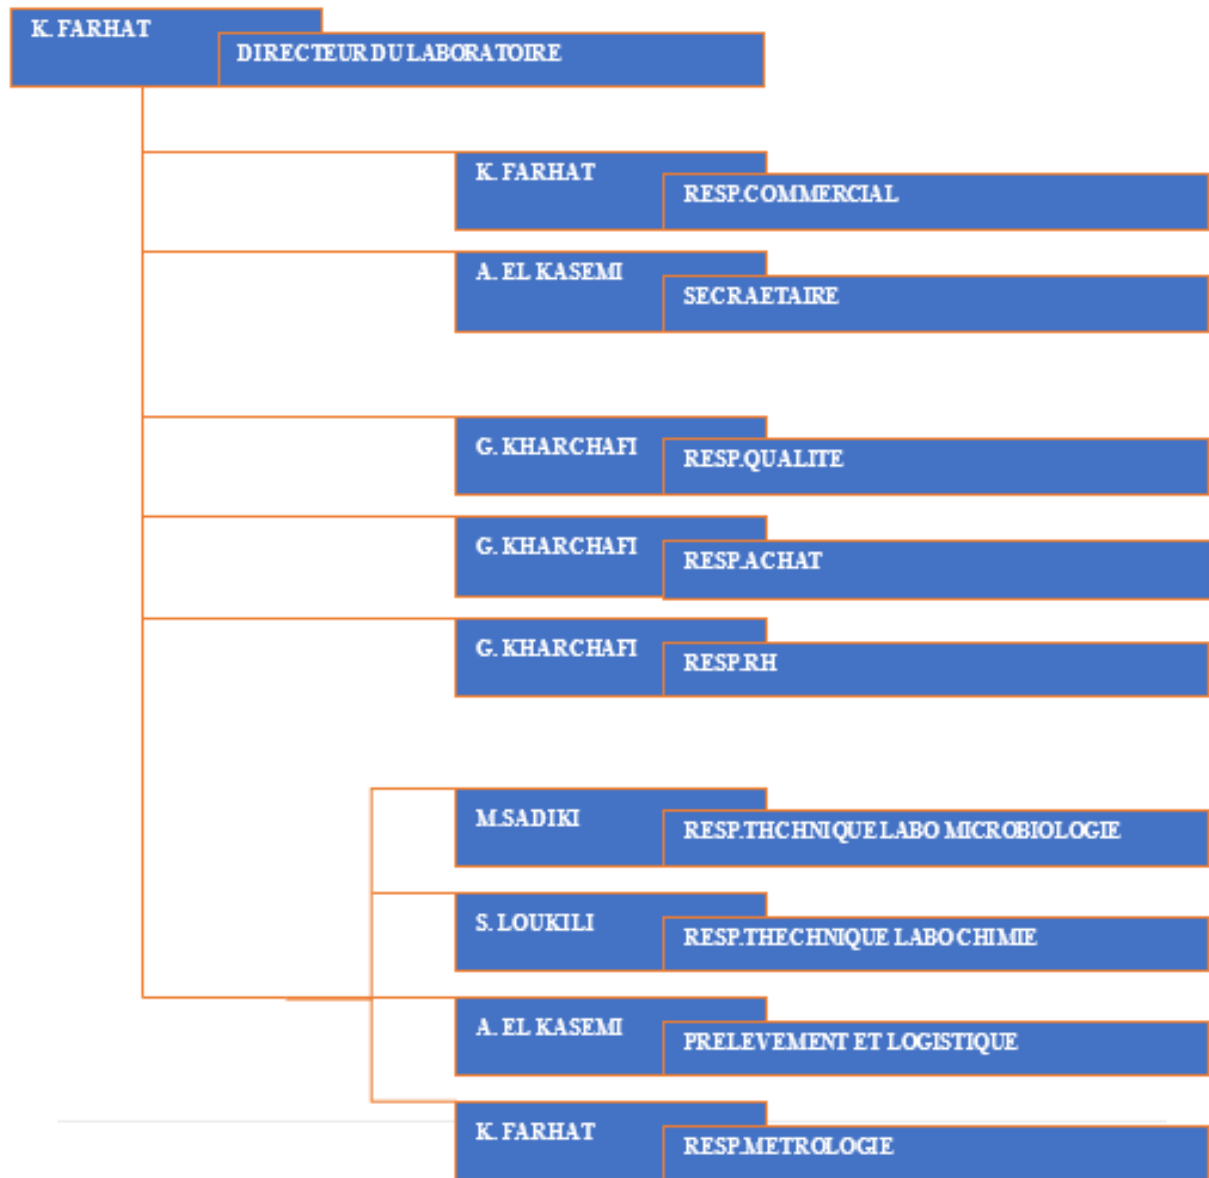 K. FARHAT
DIRECTEUR DU LABORATOIRE
K. FARHAT
RESP.COMMERCIAL
A. EL KASEMI
SECRAETAIRE
G. KHARCHAFI
RESP.QUALITE
G. KHARCHAFI
RESP.ACHAT
G. KHARCHAFI
RESP.RH
M.SADIKI
RESP.THCHNIQUE LABO MICROBIOLOGIE
S. LOUKILI
RESP.THECHNIQUE LABO CHIMIE
A. EL KASEMI
PRELEVEMENT ET LOGISTIQUE
K. FARHAT
RESP.METROLOGIE